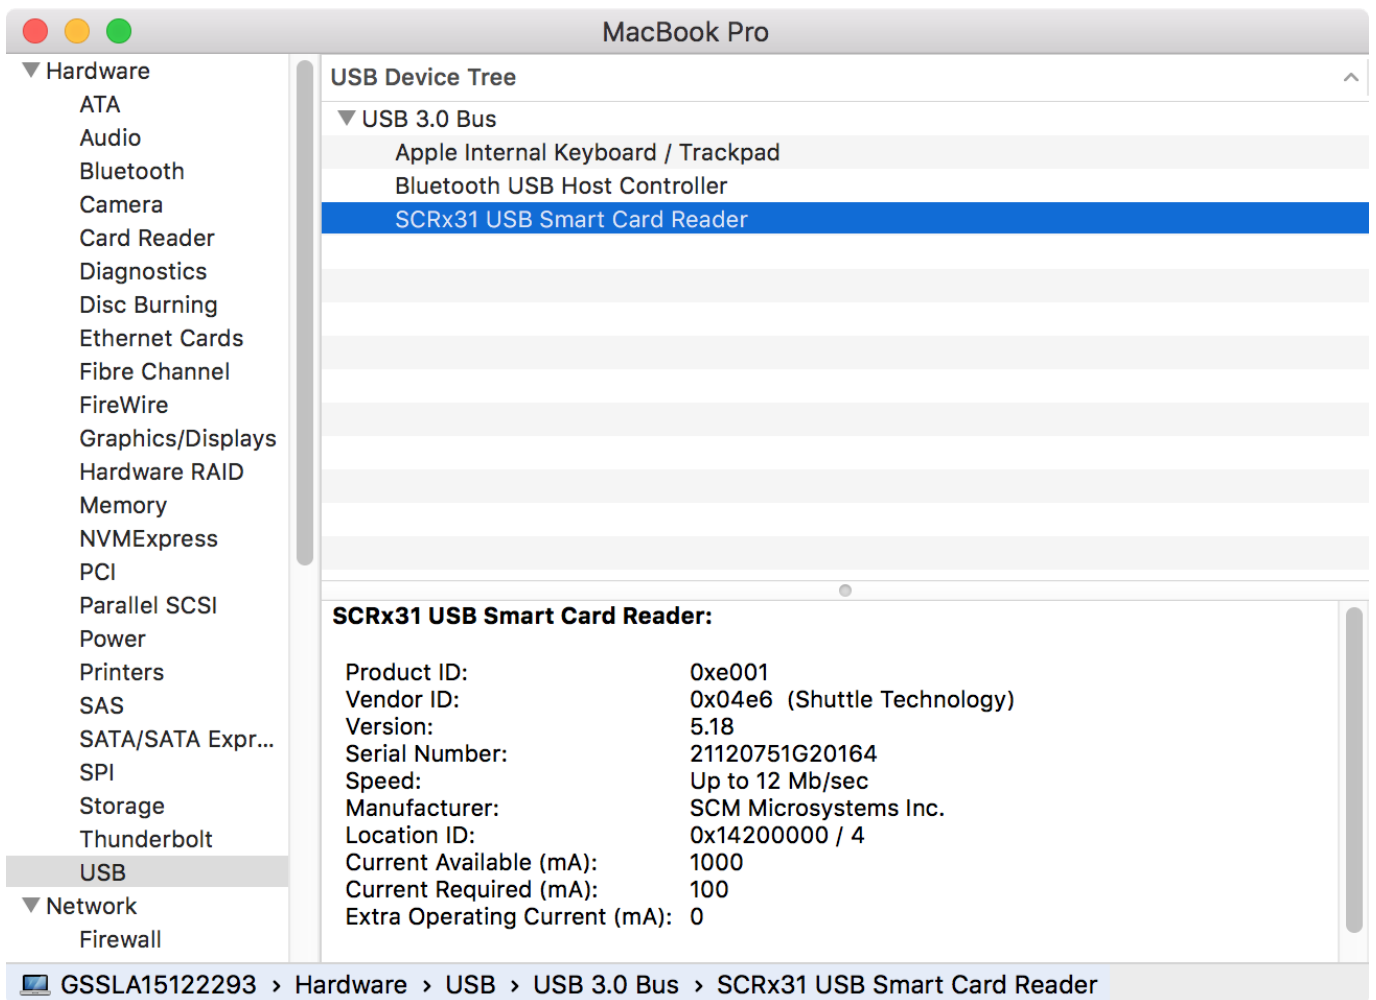 MacBook Pro
Hardware
ATA
Audio
Bluetooth
Camera
Card Reader
Diagnostics
Disc Burning
Ethernet Cards
Fibre Channel
FireWire
Graphics/Displays
Hardware RAID
Memory
NVMExpress
PCI
Parallel SCSI
Power
Printers
SAS
SATA/SATA Expr...
SPI
Storage
Thunderbolt
USB
Network
Firewall
USB Device Tree
USB 3.0 Bus
Apple Internal Keyboard / Trackpad
Bluetooth USB Host Controller
SCRx31 USB Smart Card Reader
SCRx31 USB Smart Card Reader:
Product ID: 0xe001
Vendor ID: 0x04e6 (Shuttle Technology)
Version: 5.18
Serial Number: 21120751G20164
Speed: Up to 12 Mb/sec
Manufacturer: SCM Microsystems Inc.
Location ID: 0x14200000 / 4
Current Available (mA): 1000
Current Required (mA): 100
Extra Operating Current (mA): 0
GSSLA15122293 › Hardware › USB › USB 3.0 Bus › SCRx31 USB Smart Card Reader